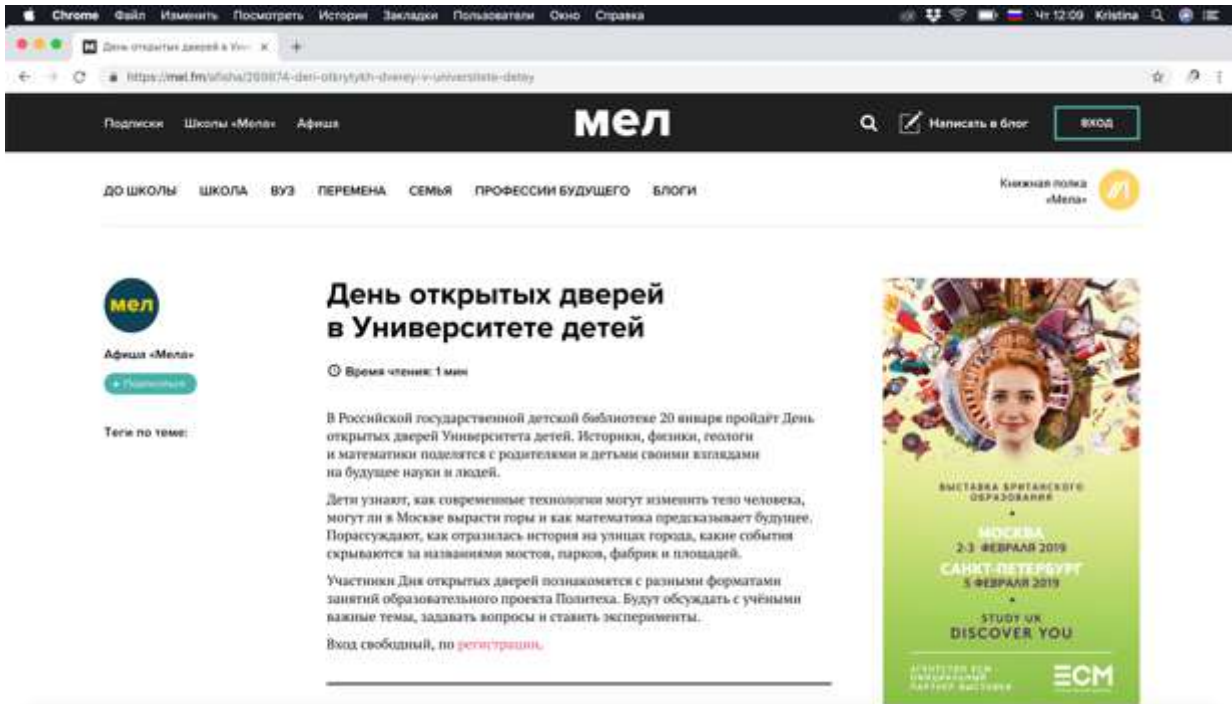 Chrome Файл Изменить Посмотреть История Закладки Пользователи Окно Справка
Чт 12:09 Kristina
День открытых дверей в Уни
https://mel.fm/afisha/
Подписки Школы «Мела» Афиша
мел
Написать в блог
ВХОД
ДО ШКОЛЫ ШКОЛА ВУЗ ПЕРЕМЕНА СЕМЬЯ ПРОФЕССИИ БУДУЩЕГО БЛОГИ
Книжная полка
«Мела»
мел
Афиша «Мела»
+ Подписаться
Теги по теме:
День открытых дверей
в Университете детей
Время чтения: 1 мин
В Российской государственной детской библиотеке 20 января пройдёт День
открытых дверей Университета детей. Историки, физики, геологи
и математики поделятся с родителями и детьми своими взглядами
на будущее науки и людей.
Дети узнают, как современные технологии могут изменить тело человека,
могут ли в Москве вырасти горы и как математика предсказывает будущее.
Порассуждают, как отразилась история на улицах города, какие события
скрываются за названиями мостов, парков, фабрик и площадей.
Участники Дня открытых дверей познакомятся с разными форматами
занятий образовательного проекта Политеха. Будут обсуждать с учёными
важные темы, задавать вопросы и ставить эксперименты.
Вход свободный, по регистрации.
ВЫСТАВКА БРИТАНСКОГО
ОБРАЗОВАНИЯ
МОСКВА
2-3 ФЕВРАЛЯ 2019
САНКТ-ПЕТЕРБУРГ
5 ФЕВРАЛЯ 2019
STUDY UK
DISCOVER YOU
АГЕНТСТВО ECM
ОФИЦИАЛЬНЫЙ
ПАРТНЕР ВЫСТАВКИ
ECM